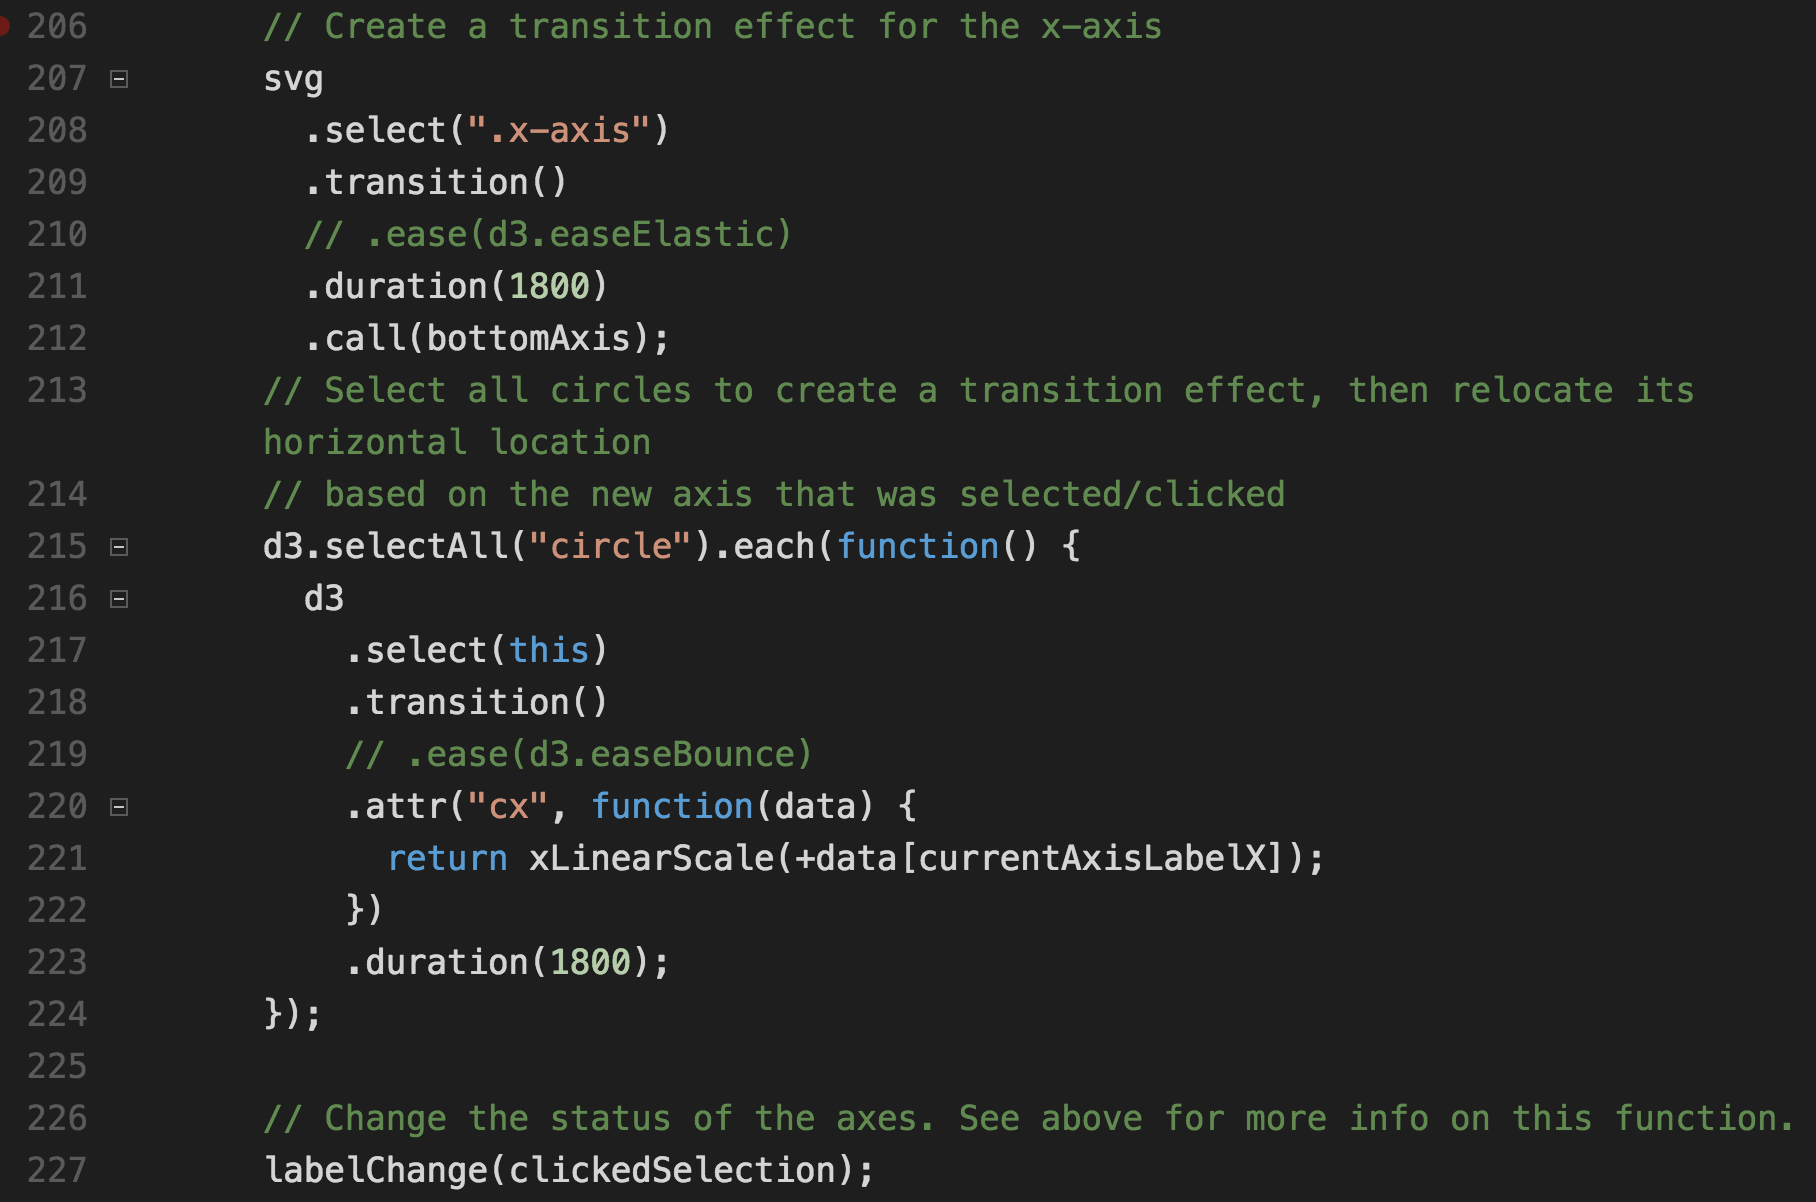 206 // Create a transition effect for the x-axis
207 svg
208 .select(".x-axis")
209 .transition()
210 // .ease(d3.easeElastic)
211 .duration(1800)
212 .call(bottomAxis);
213 // Select all circles to create a transition effect, then relocate its
horizontal location
214 // based on the new axis that was selected/clicked
215 d3.selectAll("circle").each(function() {
216 d3
217 .select(this)
218 .transition()
219 // .ease(d3.easeBounce)
220 .attr("cx", function(data) {
221 return xLinearScale(+data[currentAxisLabelX]);
222 })
223 .duration(1800);
224 });
225
226 // Change the status of the axes. See above for more info on this function.
227 labelChange(clickedSelection);